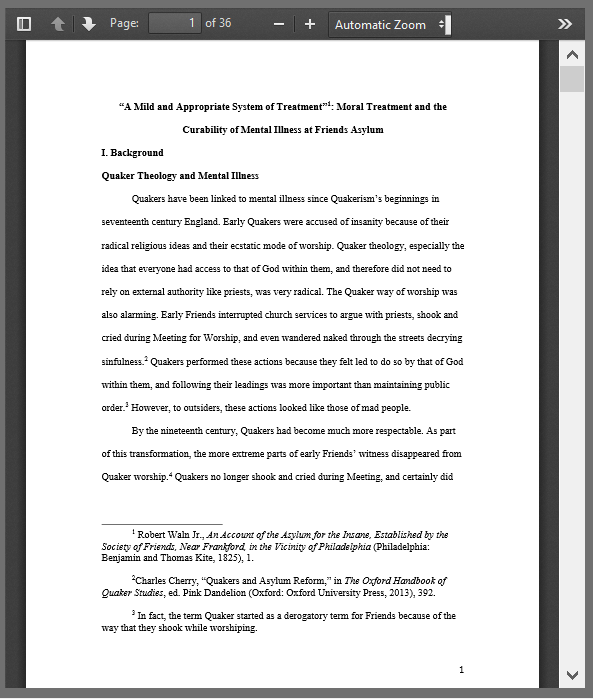 Page: 1 of 36 Automatic Zoom
“A Mild and Appropriate System of Treatment”1: Moral Treatment and the
Curability of Mental Illness at Friends Asylum
I. Background
Quaker Theology and Mental Illness
Quakers have been linked to mental illness since Quakerism’s beginnings in
seventeenth century England. Early Quakers were accused of insanity because of their
radical religious ideas and their ecstatic mode of worship. Quaker theology, especially the
idea that everyone had access to that of God within them, and therefore did not need to
rely on external authority like priests, was very radical. The Quaker way of worship was
also alarming. Early Friends interrupted church services to argue with priests, shook and
cried during Meeting for Worship, and even wandered naked through the streets decrying
sinfulness.2 Quakers performed these actions because they felt led to do so by that of God
within them, and following their leadings was more important than maintaining public
order.3 However, to outsiders, these actions looked like those of mad people.
By the nineteenth century, Quakers had become much more respectable. As part
of this transformation, the more extreme parts of early Friends’ witness disappeared from
Quaker worship.4 Quakers no longer shook and cried during Meeting, and certainly did
1 Robert Waln Jr., An Account of the Asylum for the Insane, Established by the
Society of Friends, Near Frankford, in the Vicinity of Philadelphia (Philadelphia:
Benjamin and Thomas Kite, 1825), 1.
2Charles Cherry, “Quakers and Asylum Reform,” in The Oxford Handbook of
Quaker Studies, ed. Pink Dandelion (Oxford: Oxford University Press, 2013), 392.
3 In fact, the term Quaker started as a derogatory term for Friends because of the
way that they shook while worshiping.
1